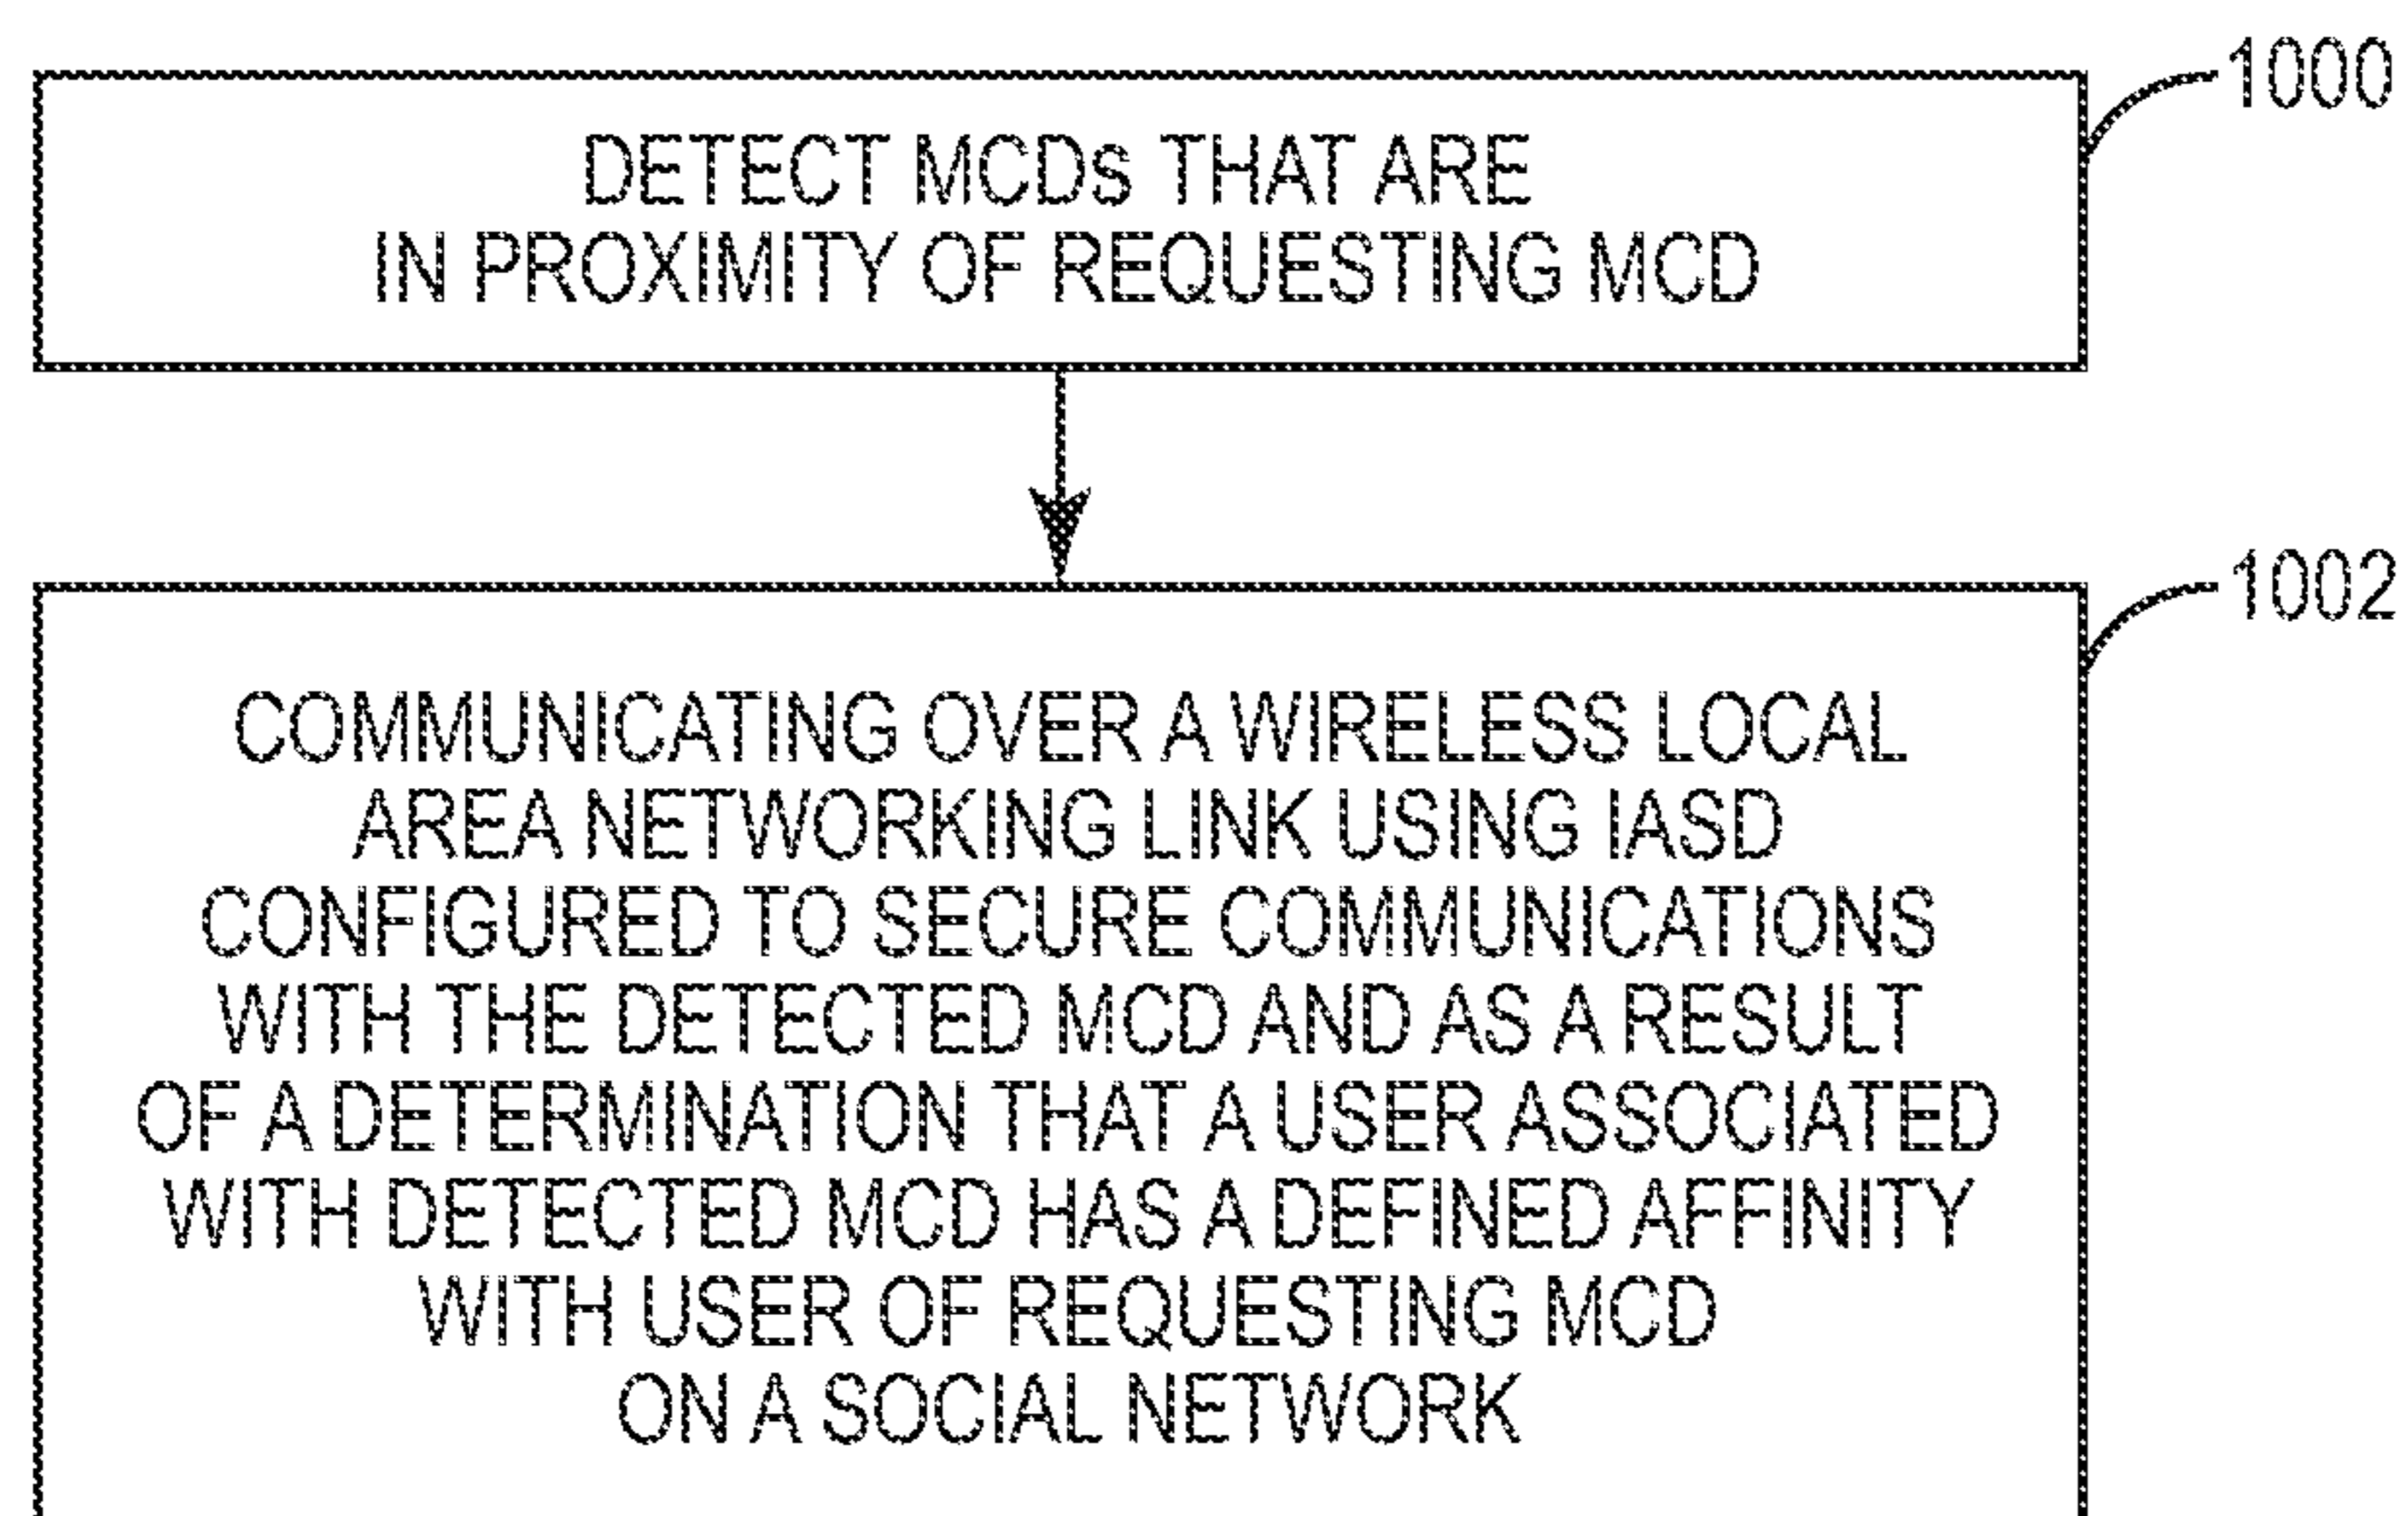 1000
DETECT MCDs THAT ARE
IN PROXIMITY OF REQUESTING MCD
1002
COMMUNICATING OVER A WIRELESS LOCAL
AREA NETWORKING LINK USING IASD
CONFIGURED TO SECURE COMMUNICATIONS
WITH THE DETECTED MCD AND AS A RESULT
OF A DETERMINATION THAT A USER ASSOCIATED
WITH DETECTED MCD HAS A DEFINED AFFINITY
WITH USER OF REQUESTING MCD
ON A SOCIAL NETWORK